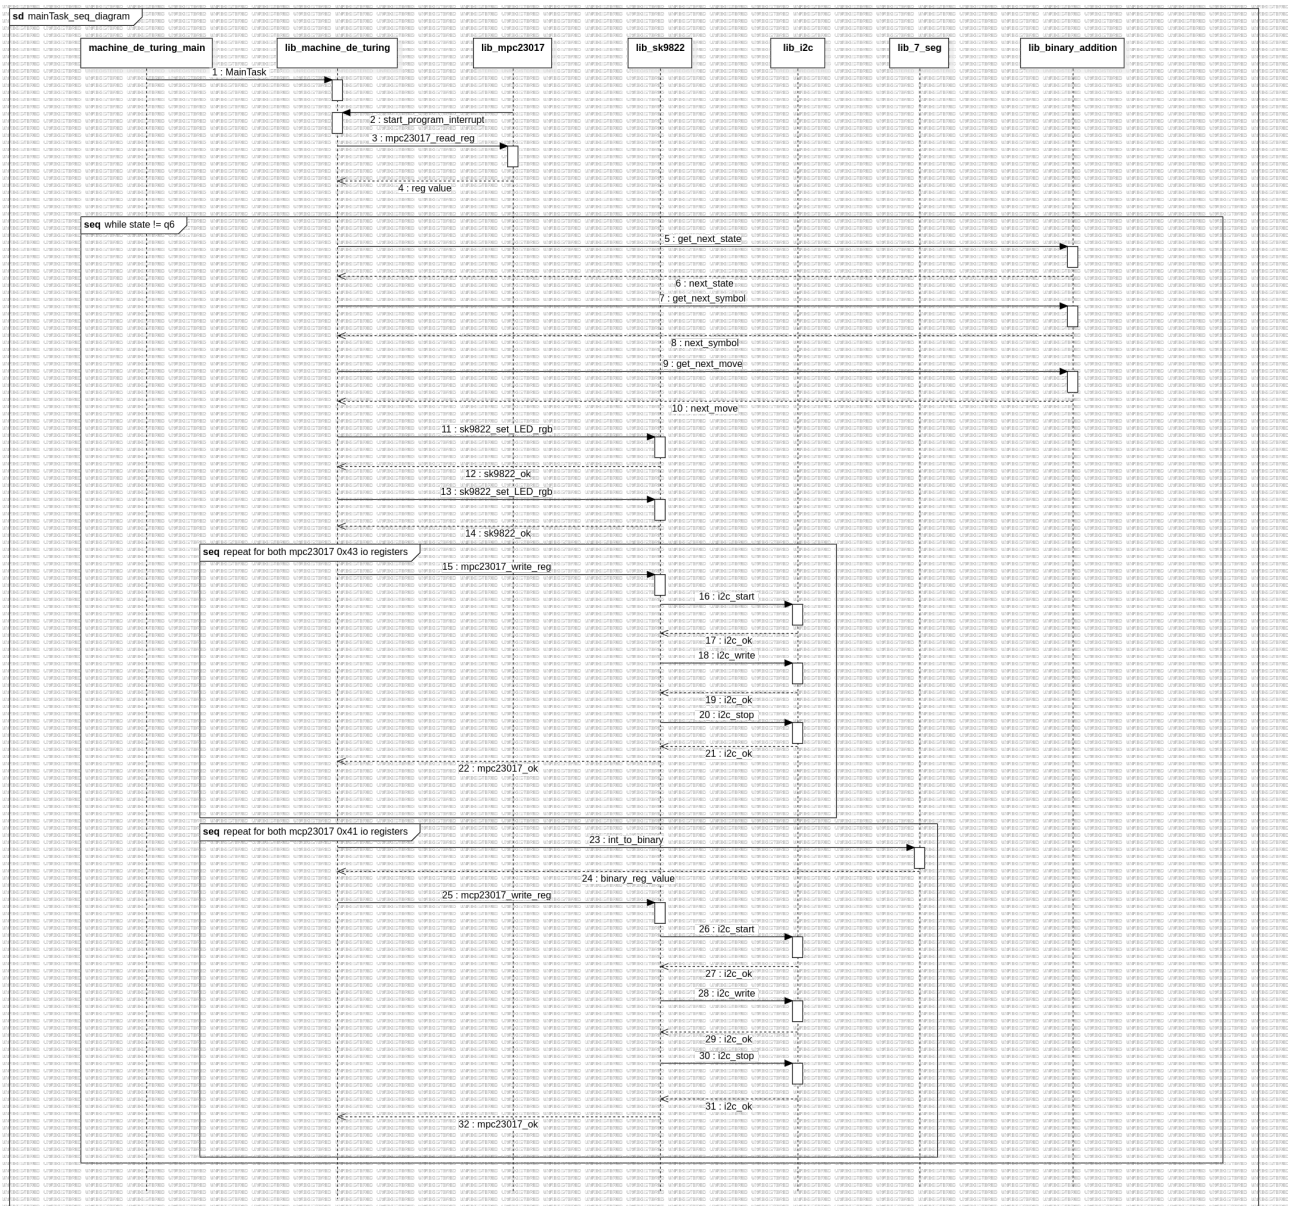 sd mainTask_seq_diagram
machine_de_turing_main
lib_machine_de_turing
lib_mpc23017
lib_sk9822
lib_i2c
lib_7_seg
lib_binary_addition
1 : MainTask
2 : start_program_interrupt
3 : mpc23017_read_reg
4 : reg value
seq while state != q6
5 : get_next_state
6 : next_state
7 : get_next_symbol
8 : next_symbol
9 : get_next_move
10 : next_move
11 : sk9822_set_LED_rgb
12 : sk9822_ok
13 : sk9822_set_LED_rgb
14 : sk9822_ok
seq repeat for both mpc23017 0x43 io registers
15 : mpc23017_write_reg
16 : i2c_start
17 : i2c_ok
18 : i2c_write
19 : i2c_ok
20 : i2c_stop
21 : i2c_ok
22 : mpc23017_ok
seq repeat for both mcp23017 0x41 io registers
23 : int_to_binary
24 : binary_reg_value
25 : mcp23017_write_reg
26 : i2c_start
27 : i2c_ok
28 : i2c_write
29 : i2c_ok
30 : i2c_stop
31 : i2c_ok
32 : mpc23017_ok